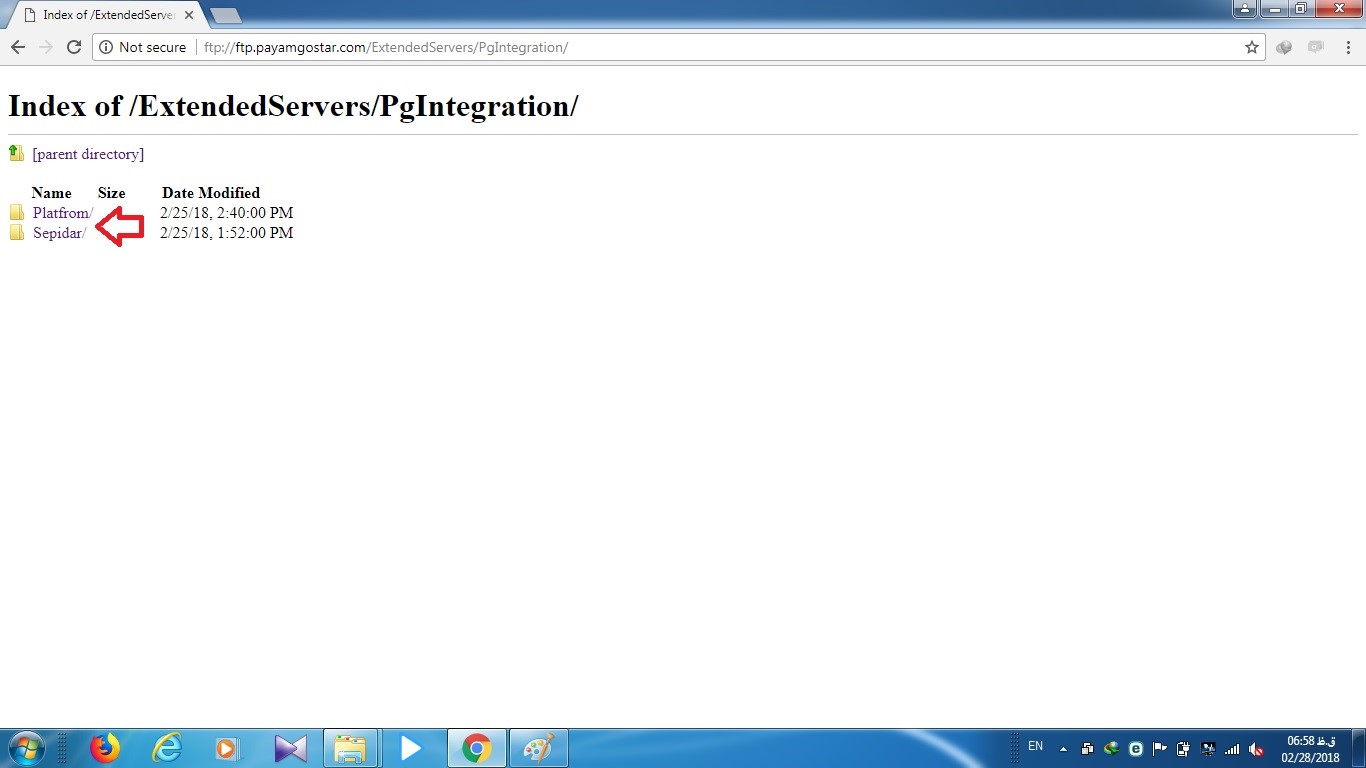 Index of /ExtendedServer
Not secure ftp://ftp.payamgostar.com/ExtendedServers/PgIntegration/
Index of /ExtendedServers/PgIntegration/
[parent directory]
Name Size Date Modified
Platfrom/ 2/25/18, 2:40:00 PM
Sepidar/ 2/25/18, 1:52:00 PM
EN
06:58 ق.ظ
02/28/2018